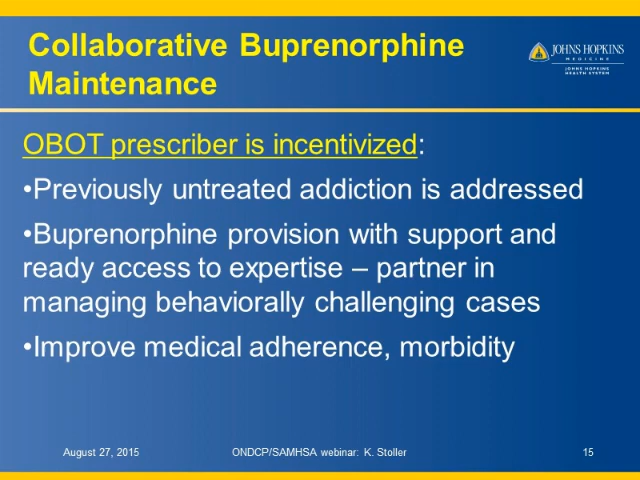 Collaborative Buprenorphine
Maintenance
JOHNS HOPKINS
MEDICINE
JOHNS HOPKINS
HEALTH SYSTEM
OBOT prescriber is incentivized:
•Previously untreated addiction is addressed
•Buprenorphine provision with support and
ready access to expertise – partner in
managing behaviorally challenging cases
•Improve medical adherence, morbidity
August 27, 2015
ONDCP/SAMHSA webinar: K. Stoller
15